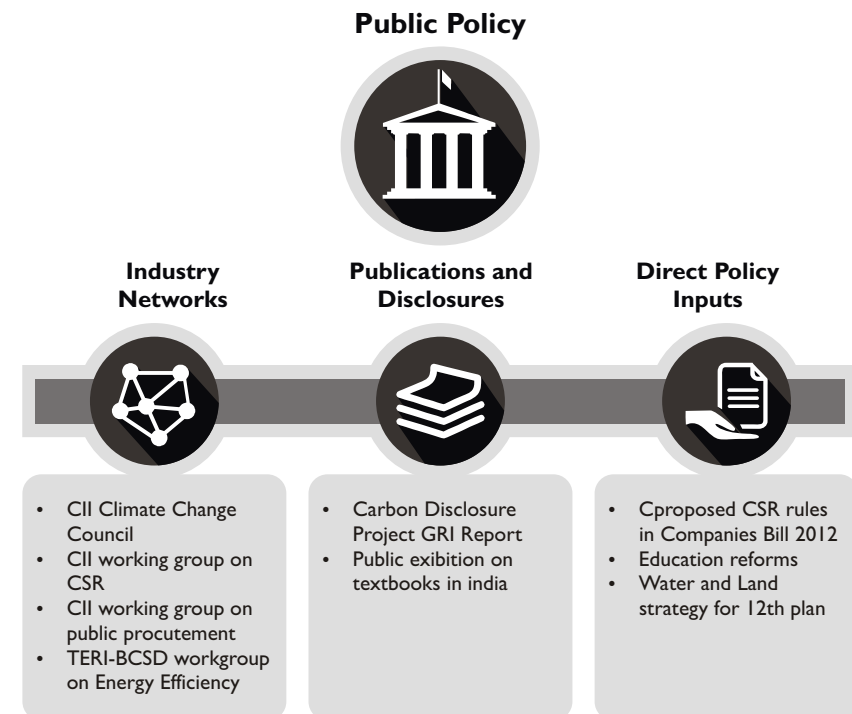 Public Policy
Industry
Networks
Publications and
Disclosures
Direct Policy
Inputs
• CII Climate Change
Council
• CII working group on
CSR
• CII working group on
public procutement
• TERI-BCSD workgroup
on Energy Efficiency
• Carbon Disclosure
Project GRI Report
• Public exibition on
textbooks in india
• Cproposed CSR rules
in Companies Bill 2012
• Education reforms
• Water and Land
strategy for 12th plan